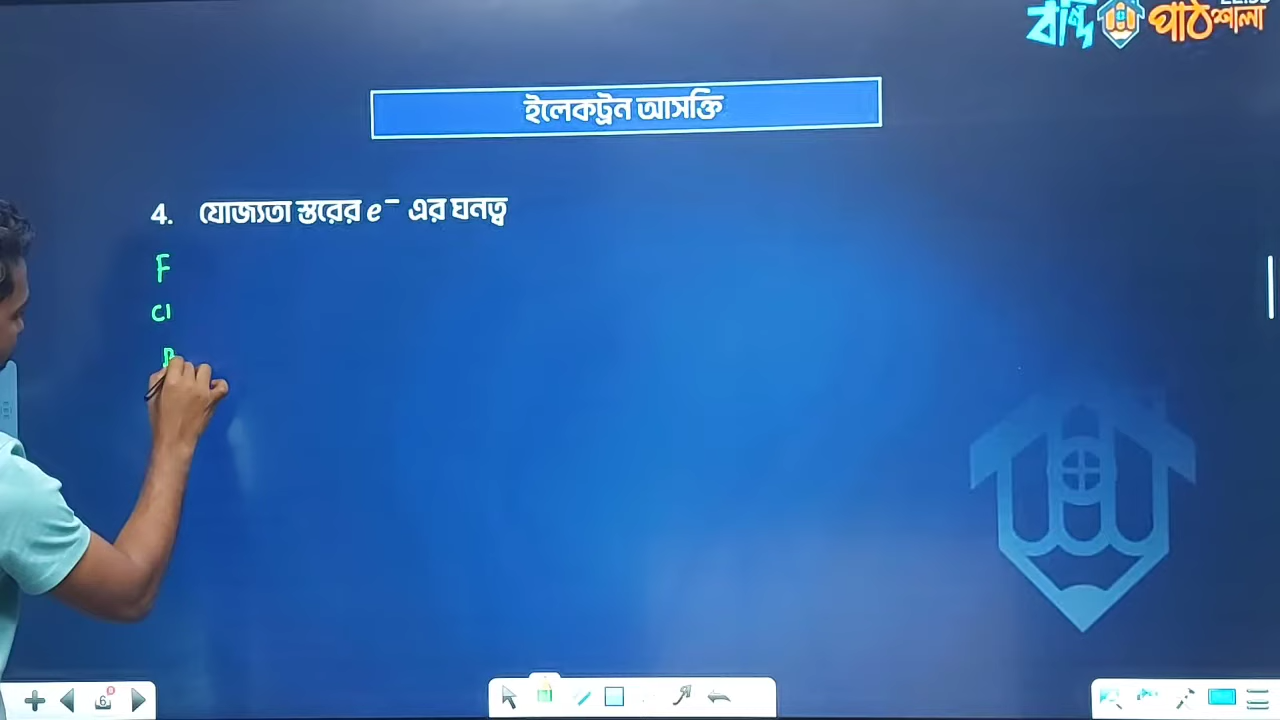 বন্দি পাঠশালা
ইলেকট্রন আসক্তি
4. যোজ্যতা স্তরের e⁻ এর ঘনত্ব
F
Cl